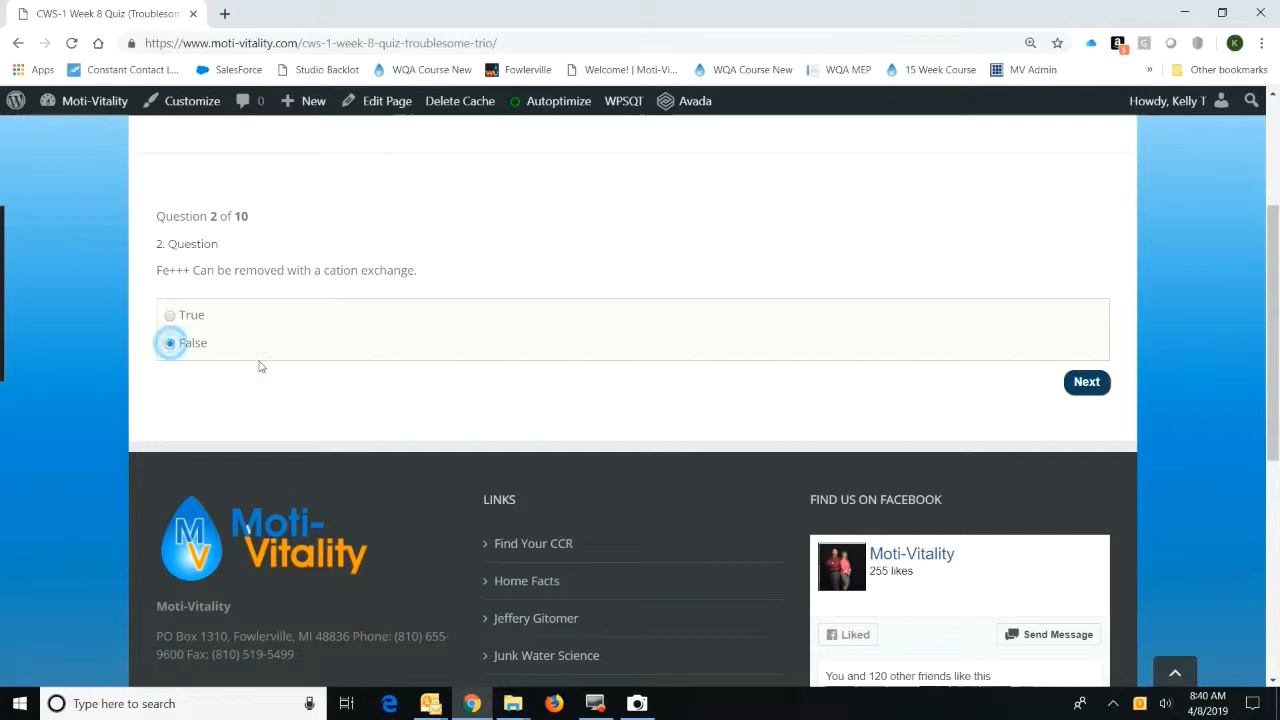 CWS-1 Week 8 Quiz (Troublesom
https://www.moti-vitality.com/cws-1-week-8-quiz-troublesome-trio/
a 5 G K
Apps Constant Contact L... SalesForce Studio Backlot WQA Course New Fowlerville Welcome! | Moti-Vi... WQA Course New WQA MEP 15 Week Course MV Admin » Other bookmarks
Moti-Vitality Customize 0 New Edit Page Delete Cache Autoptimize WPSQT Avada Howdy, Kelly T
Question 2 of 10
2. Question
Fe+++ Can be removed with a cation exchange.
True
False
Next
MV Moti-Vitality
Moti-Vitality
PO Box 1310, Fowlerville, MI 48836 Phone: (810) 655-
9600 Fax: (810) 519-5499
LINKS
Find Your CCR
Home Facts
Jeffery Gitomer
Junk Water Science
FIND US ON FACEBOOK
Moti-Vitality
255 likes
Liked Send Message
You and 120 other friends like this
Type here to search
8:40 AM
4/8/2019